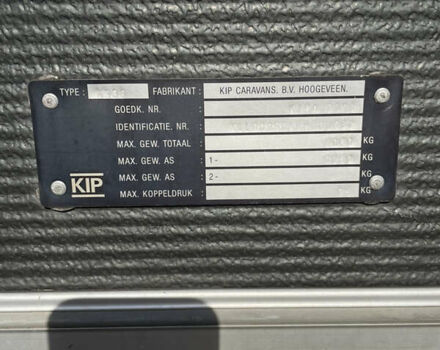 TYPE : FABRIKANT : KIP CARAVANS. B.V. HOOGEVEEN.
GOEDK. NR. :
IDENTIFICATIE. NR. :
MAX. GEW. TOTAAL : KG
MAX. GEW. AS : 1- KG
MAX. GEW. AS : 2- KG
MAX. KOPPELDRUK : KG
KIP